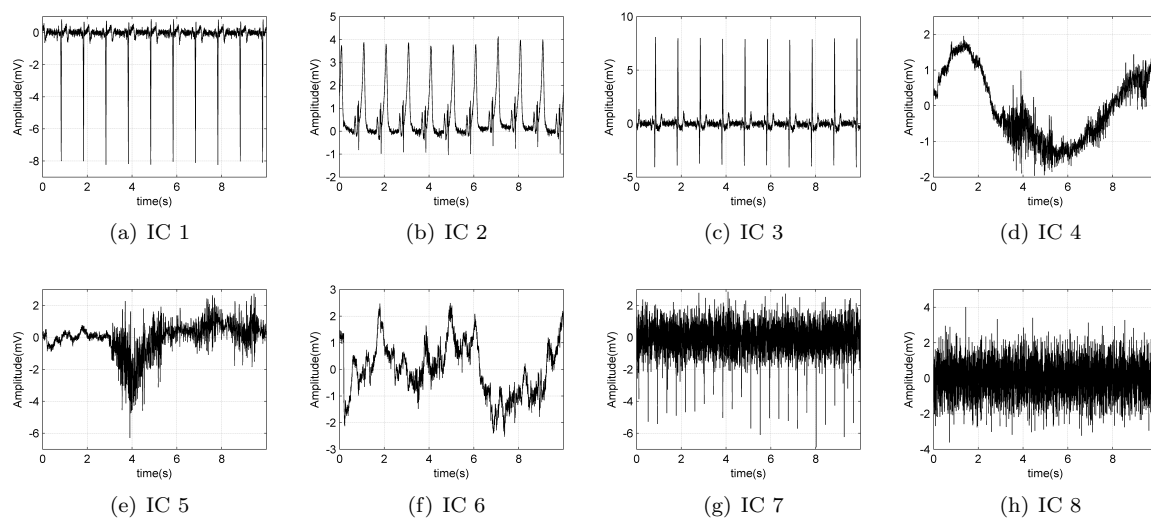 0
-2
-4
-6
-8
Amplitude(mV)
0 2 4 6 8
time(s)
(a) IC 1
5
4
3
2
1
0
-1
-2
Amplitude(mV)
0 2 4 6 8
time(s)
(b) IC 2
10
5
0
-5
Amplitude(mV)
0 2 4 6 8
time(s)
(c) IC 3
2
1
0
-1
-2
Amplitude(mV)
0 2 4 6 8
time(s)
(d) IC 4
2
0
-2
-4
-6
Amplitude(mV)
0 2 4 6 8
time(s)
(e) IC 5
3
2
1
0
-1
-2
-3
Amplitude(mV)
0 2 4 6 8
time(s)
(f) IC 6
2
0
-2
-4
-6
Amplitude(mV)
0 2 4 6 8
time(s)
(g) IC 7
4
2
0
-2
-4
Amplitude(mV)
0 2 4 6 8
time(s)
(h) IC 8